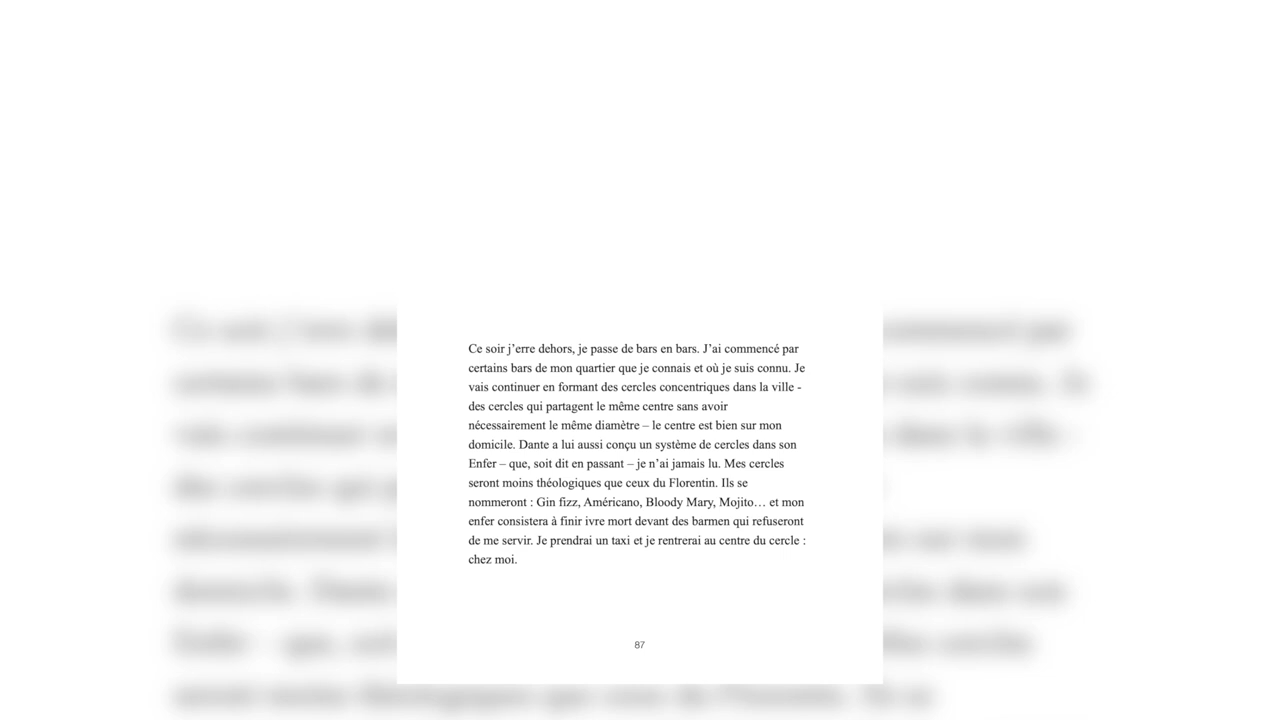 Ce soir j’erre dehors, je passe de bars en bars. J’ai commencé par
certains bars de mon quartier que je connais et où je suis connu. Je
vais continuer en formant des cercles concentriques dans la ville -
des cercles qui partagent le même centre sans avoir
nécessairement le même diamètre – le centre est bien sur mon
domicile. Dante a lui aussi conçu un système de cercles dans son
Enfer – que, soit dit en passant – je n’ai jamais lu. Mes cercles
seront moins théologiques que ceux du Florentin. Ils se
nommeront : Gin fizz, Américano, Bloody Mary, Mojito… et mon
enfer consistera à finir ivre mort devant des barmen qui refuseront
de me servir. Je prendrai un taxi et je rentrerai au centre du cercle :
chez moi.
87